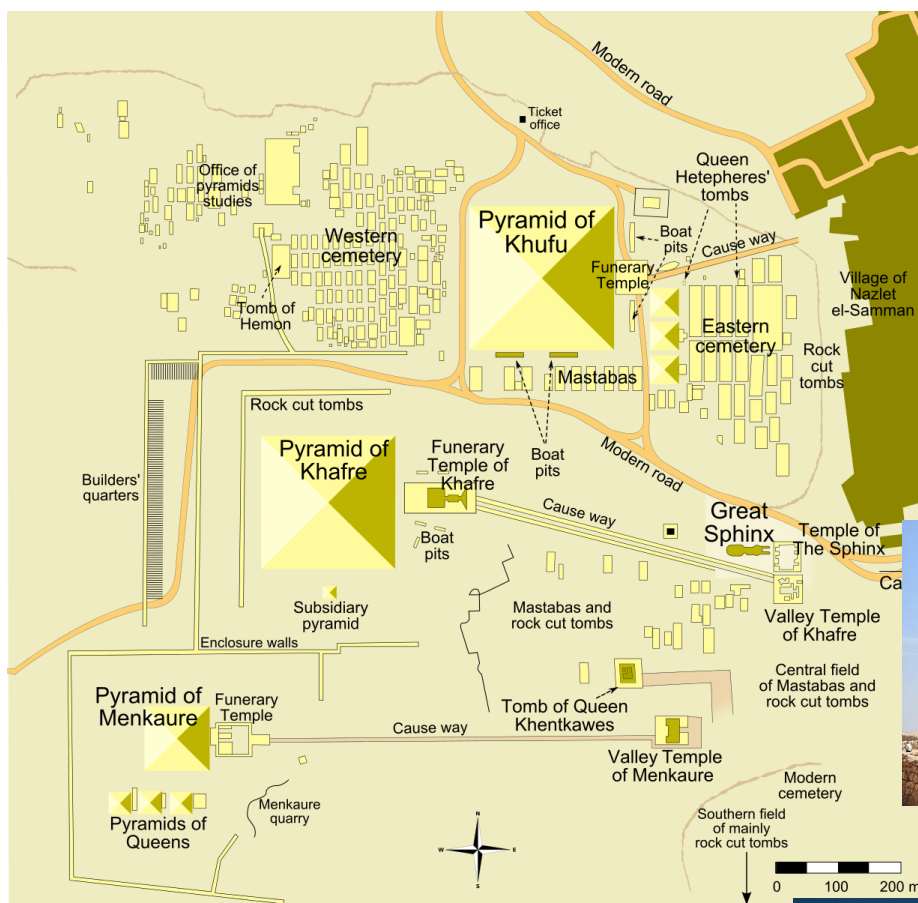 Modern road
Ticket
office
Queen
Hetepheres'
tombs
Office of
pyramids
studies
Pyramid of
Khufu
Boat
pits
Western
cemetery
Cause way
Funerary
Temple
Village of
Nazlet
el-Samman
Tomb of
Hemon
Eastern
cemetery
Rock
cut
tombs
Mastabas
Rock cut tombs
Pyramid of
Khafre
Funerary
Temple of
Khafre
Boat
pits
Modern road
Builders'
quarters
Cause way
Great
Sphinx
Temple of
The Sphinx
Boat
pits
Ca
Subsidiary
pyramid
Mastabas and
rock cut tombs
Valley Temple
of Khafre
Enclosure walls
Central field
of Mastabas and
rock cut tombs
Pyramid of
Menkaure
Funerary
Temple
Tomb of Queen
Khentkawes
Cause way
Valley Temple
of Menkaure
Modern
cemetery
Menkaure
quarry
Pyramids of
Queens
Southern field
of mainly
rock cut tombs
N
W E
S
0 100 200 m